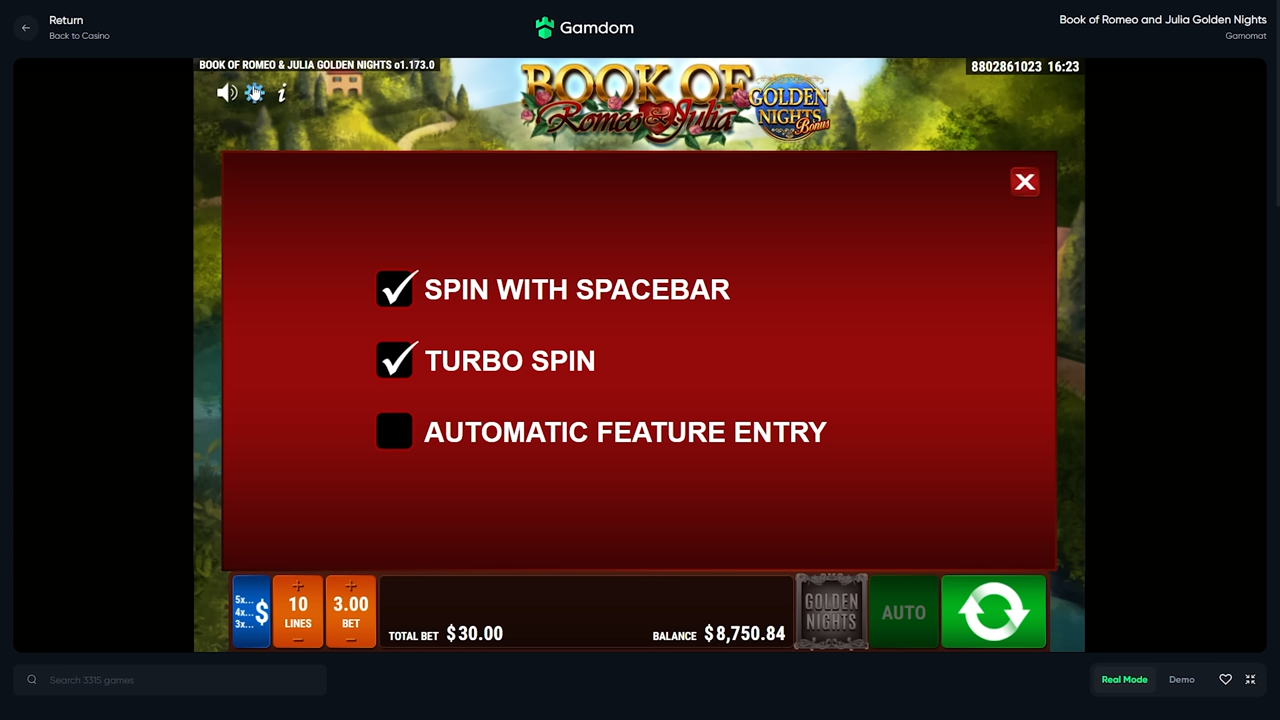 Return
Back to Casino
Gamdom
Book of Romeo and Julia Golden Nights
Gamomat
BOOK OF ROMEO & JULIA GOLDEN NIGHTS o1.173.0
8802861023 16:23
i
BOOK OF
Romeo & Julia
GOLDEN
NIGHTS
Bonus
X
SPIN WITH SPACEBAR
TURBO SPIN
AUTOMATIC FEATURE ENTRY
5x...
4x...
3x...
$
+
10
LINES
−
+
3.00
BET
−
TOTAL BET $30.00
BALANCE $8,750.84
GOLDEN
NIGHTS
AUTO
Search 3315 games
Real Mode
Demo